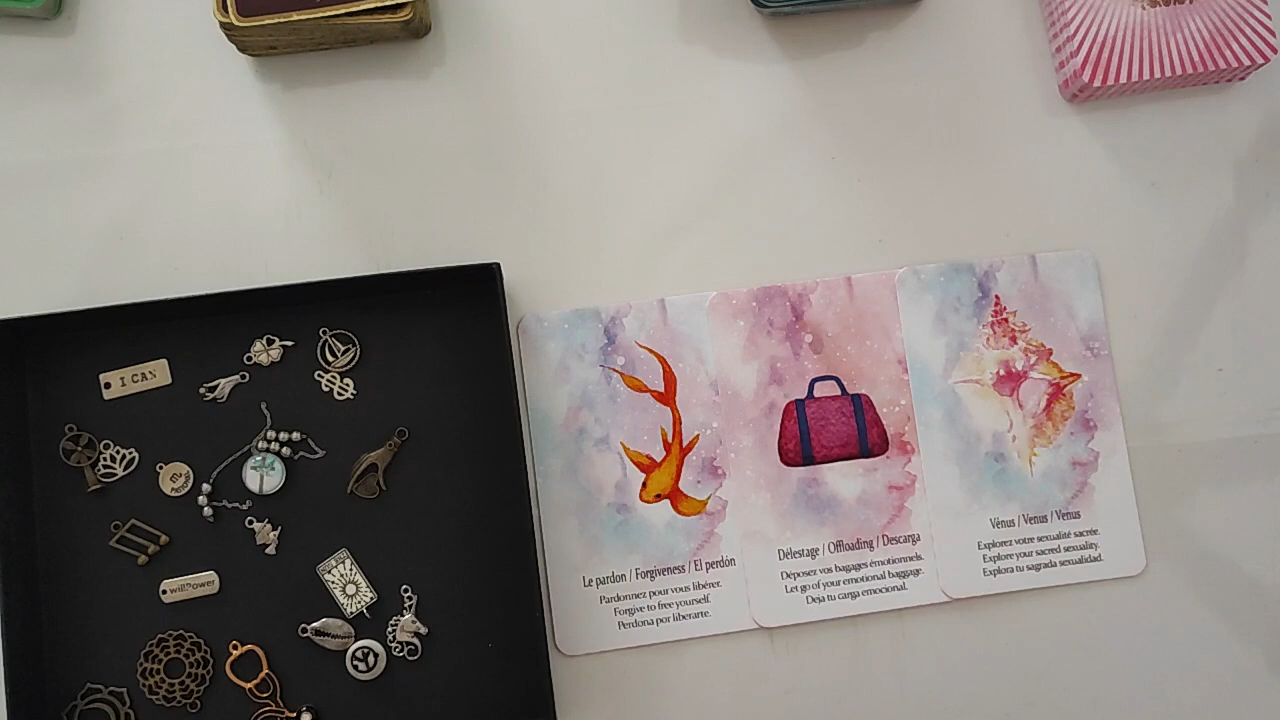 I CAN
willPower
Le pardon / Forgiveness / El perdón
Pardonnez pour vous libérer.
Forgive to free yourself.
Perdona por liberarte.
Délestage / Offloading / Descarga
Déposez vos bagages émotionnels.
Let go of your emotional baggage.
Deja tu carga emocional.
Vénus / Venus / Venus
Explorez votre sexualité sacrée.
Explore your sacred sexuality.
Explora tu sagrada sexualidad.